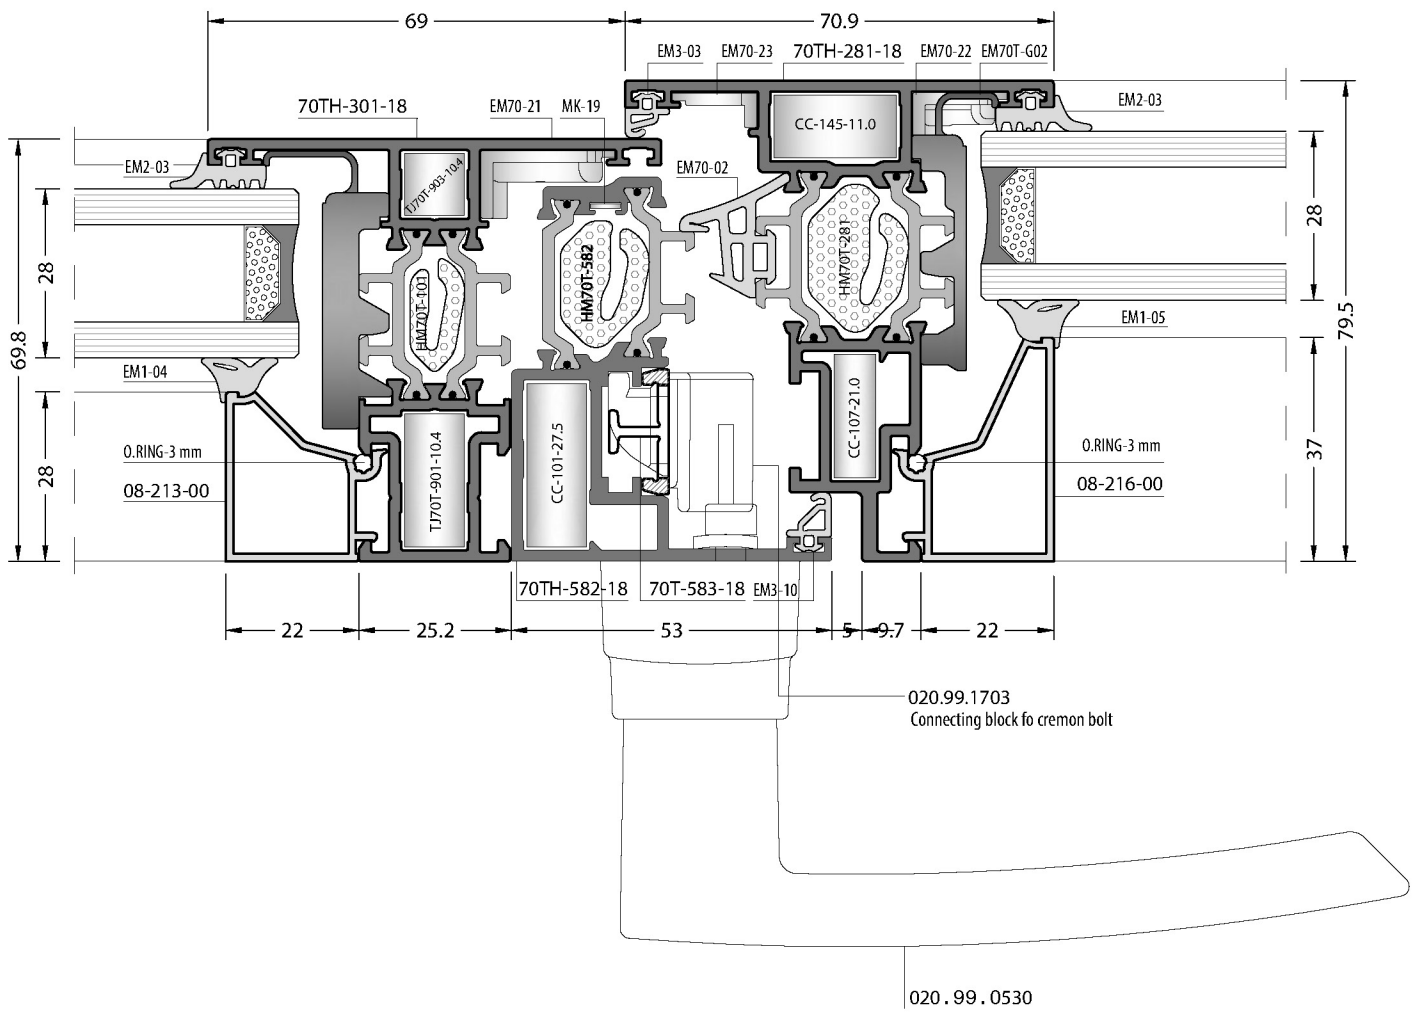 69
70.9
EM3-03
EM70-23
70TH-281-18
EM70-22
EM70T-G02
70TH-301-18
EM70-21
MK-19
EM2-03
CC-145-11.0
EM2-03
TJ70T-903-10.4
EM70-02
28
69.8
28
HM70T-101
HM70T-582
HM70T-281
28
79.5
37
EM1-05
EM1-04
O.RING-3 mm
08-213-00
TJ70T-901-10.4
CC-101-27.5
CC-107-21.0
O.RING-3 mm
08-216-00
70TH-582-18
70T-583-18
EM3-10
22
25.2
53
5
9.7
22
020.99.1703
Connecting block fo cremon bolt
020.99.0530